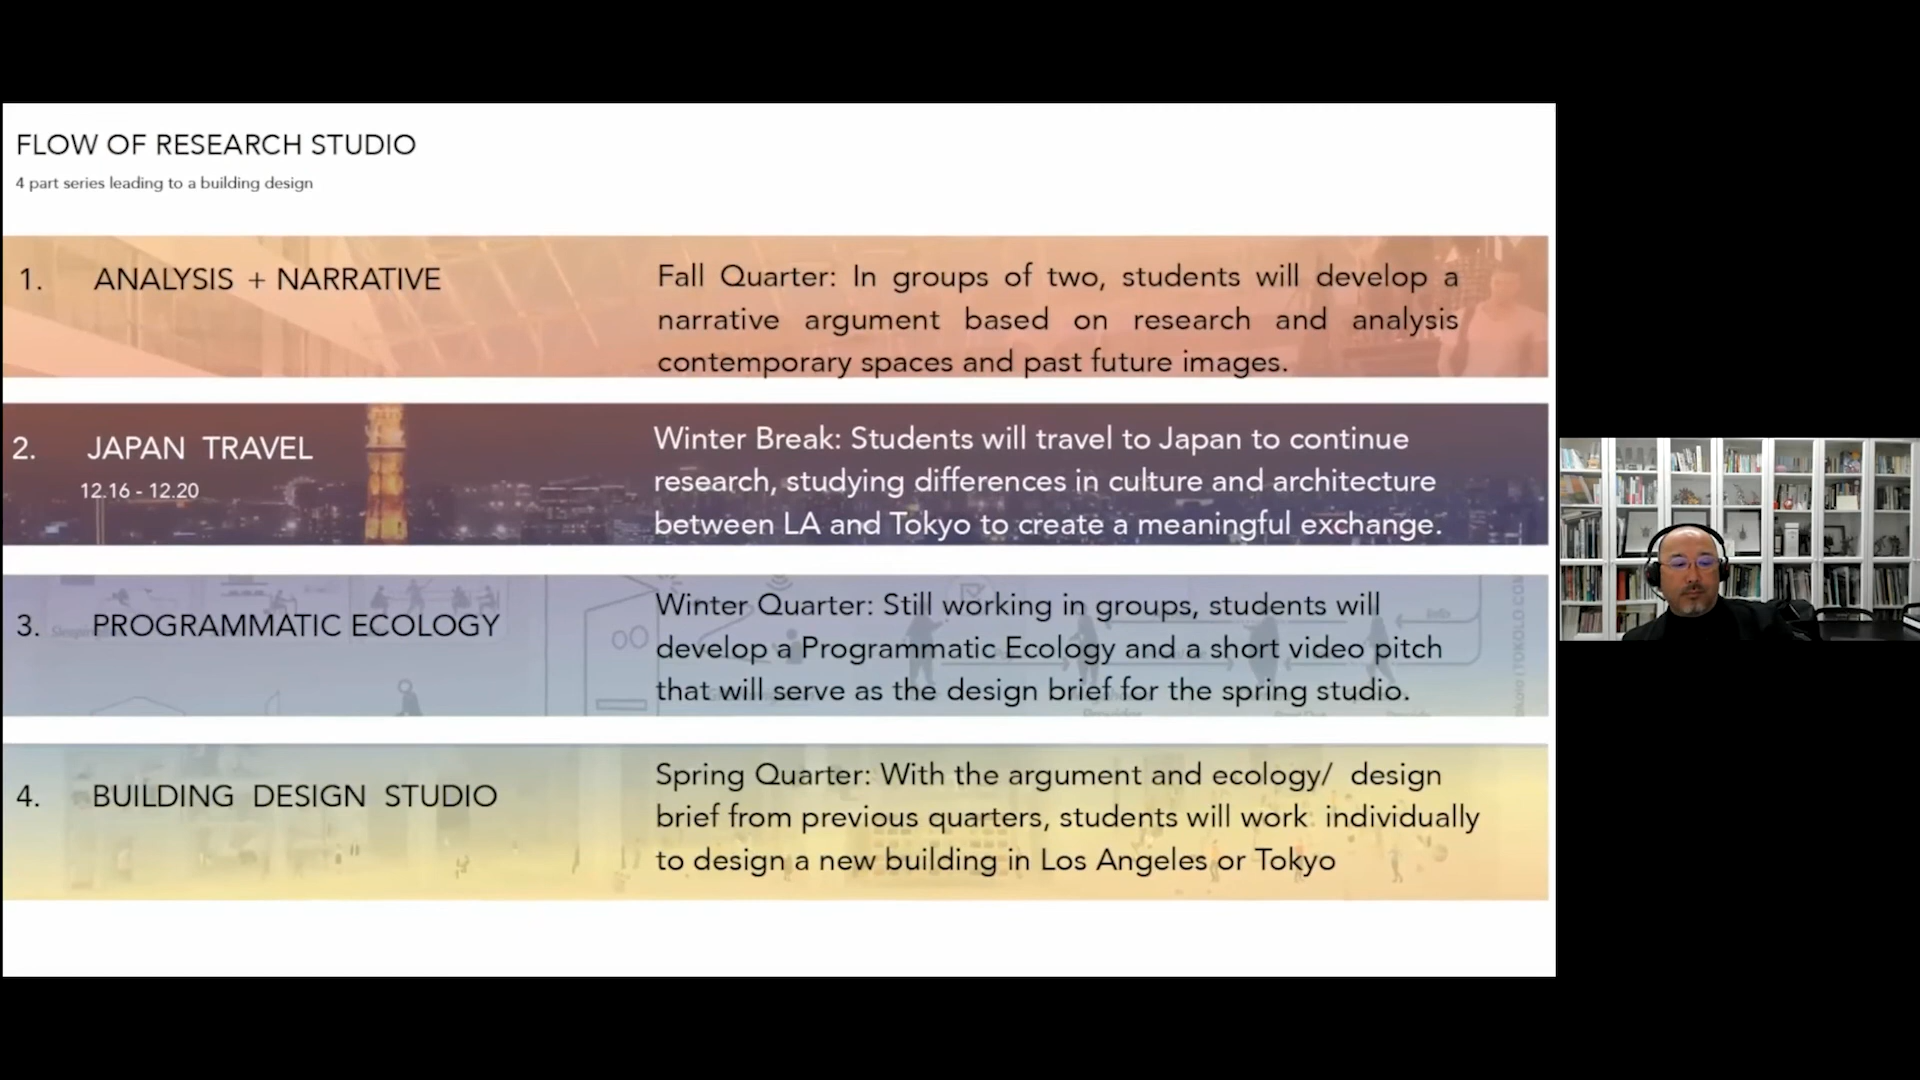 FLOW OF RESEARCH STUDIO
4 part series leading to a building design
1. ANALYSIS + NARRATIVE
Fall Quarter: In groups of two, students will develop a
narrative argument based on research and analysis
contemporary spaces and past future images.
2. JAPAN TRAVEL
12.16 - 12.20
Winter Break: Students will travel to Japan to continue
research, studying differences in culture and architecture
between LA and Tokyo to create a meaningful exchange.
3. PROGRAMMATIC ECOLOGY
Winter Quarter: Still working in groups, students will
develop a Programmatic Ecology and a short video pitch
that will serve as the design brief for the spring studio.
4. BUILDING DESIGN STUDIO
Spring Quarter: With the argument and ecology/ design
brief from previous quarters, students will work individually
to design a new building in Los Angeles or Tokyo